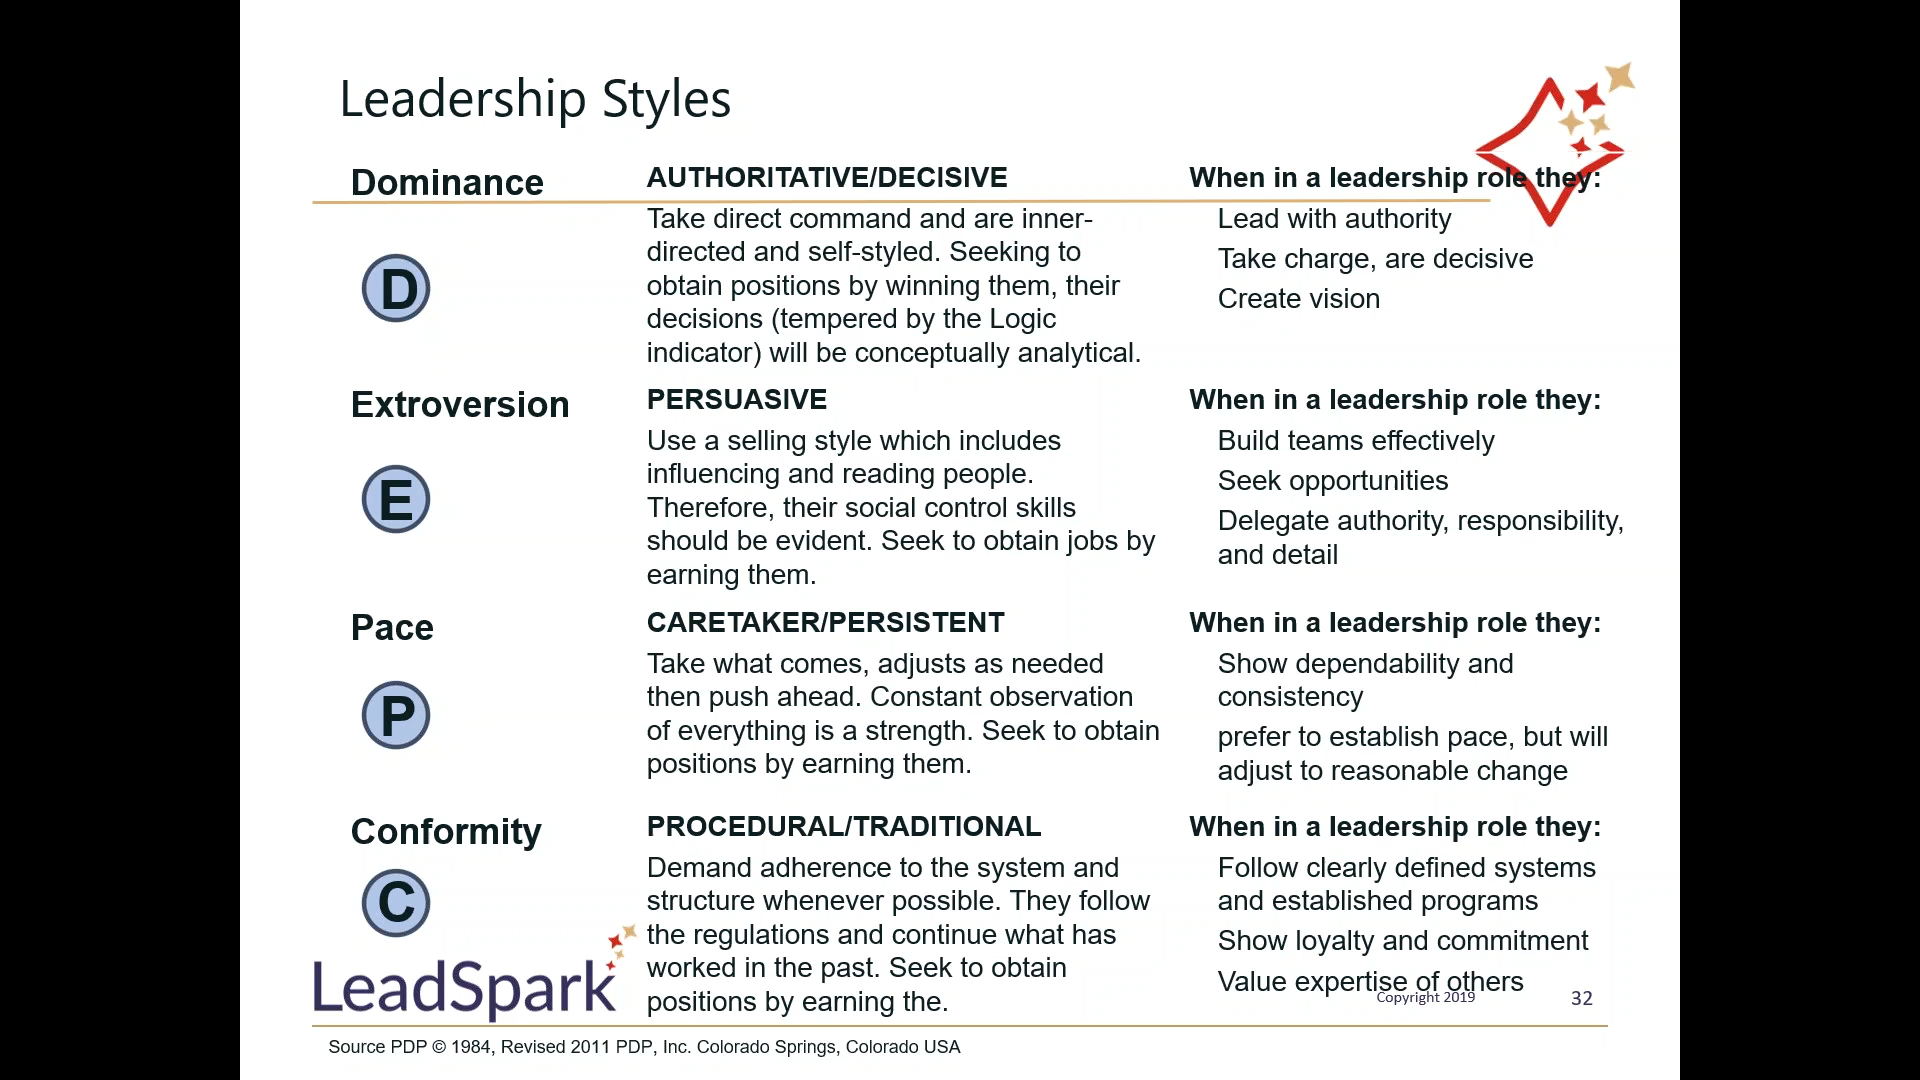 Leadership Styles
Dominance
D
AUTHORITATIVE/DECISIVE
Take direct command and are inner-
directed and self-styled. Seeking to
obtain positions by winning them, their
decisions (tempered by the Logic
indicator) will be conceptually analytical.
When in a leadership role they:
Lead with authority
Take charge, are decisive
Create vision
Extroversion
E
PERSUASIVE
Use a selling style which includes
influencing and reading people.
Therefore, their social control skills
should be evident. Seek to obtain jobs by
earning them.
When in a leadership role they:
Build teams effectively
Seek opportunities
Delegate authority, responsibility,
and detail
Pace
P
CARETAKER/PERSISTENT
Take what comes, adjusts as needed
then push ahead. Constant observation
of everything is a strength. Seek to obtain
positions by earning them.
When in a leadership role they:
Show dependability and
consistency
prefer to establish pace, but will
adjust to reasonable change
Conformity
C
PROCEDURAL/TRADITIONAL
Demand adherence to the system and
structure whenever possible. They follow
the regulations and continue what has
worked in the past. Seek to obtain
positions by earning the.
When in a leadership role they:
Follow clearly defined systems
and established programs
Show loyalty and commitment
Value expertise of others
LeadSpark
Copyright 2019
32
Source PDP © 1984, Revised 2011 PDP, Inc. Colorado Springs, Colorado USA